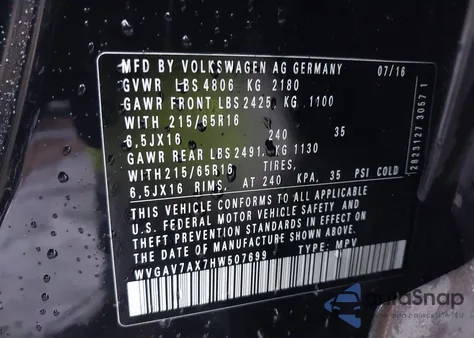 MFD BY VOLKSWAGEN AG GERMANY 07/16
GVWR LBS 4806 KG 2180
GAWR FRONT LBS 2425, KG 1100
WITH 215/65R16
6,5JX16 240 35
GAWR REAR LBS 2491, KG 1130
WITH 215/65R16 TIRES,
6,5JX16 RIMS, AT 240 KPA, 35 PSI COLD
THIS VEHICLE CONFORMS TO ALL APPLICABLE
U.S. FEDERAL MOTOR VEHICLE SAFETY AND
THEFT PREVENTION STANDARDS IN EFFECT ON
THE DATE OF MANUFACTURE SHOWN ABOVE.
WVGAV7AX7HW507699 TYPE: MPV
2823127 3057 1